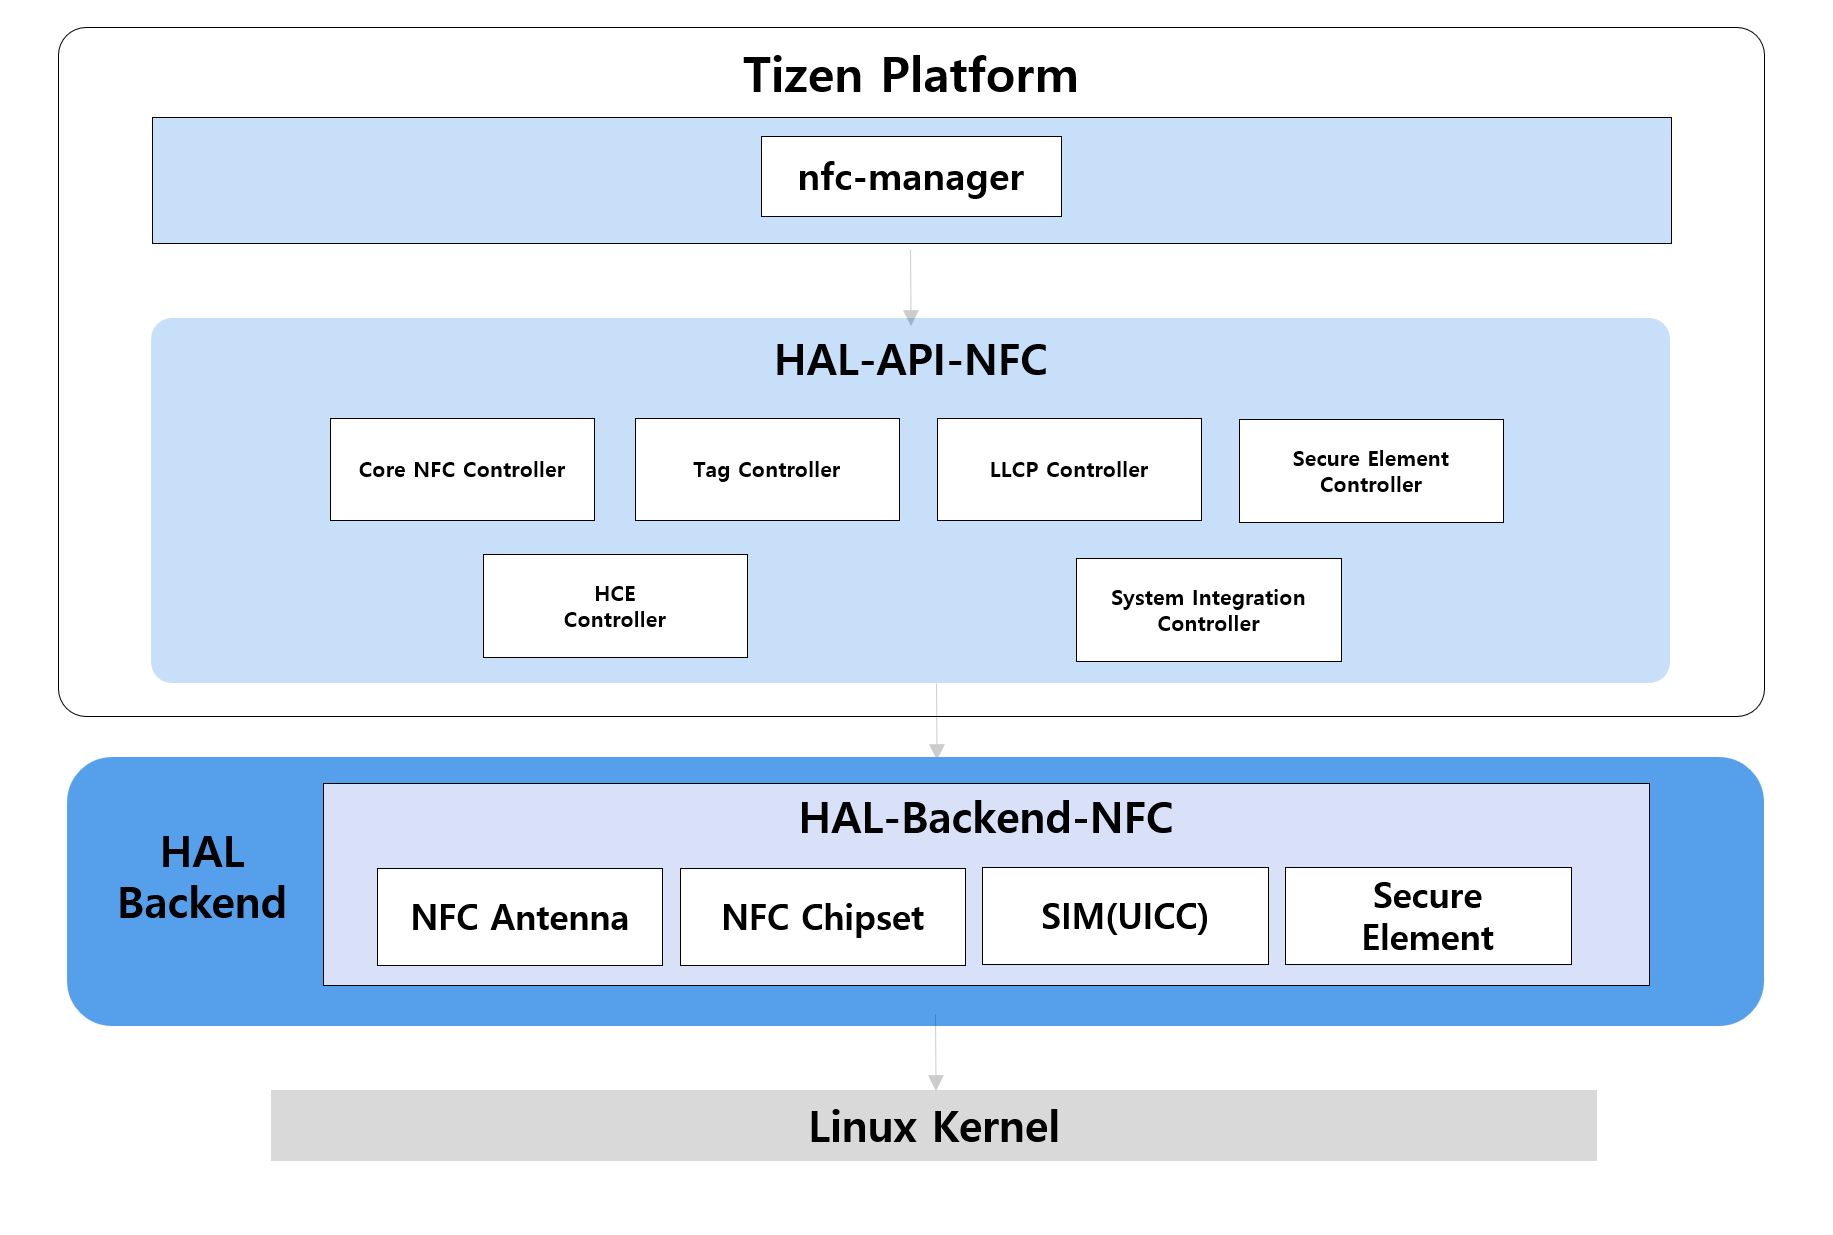 Tizen Platform
nfc-manager
HAL-API-NFC
Core NFC Controller
Tag Controller
LLCP Controller
Secure Element
Controller
HCE
Controller
System Integration
Controller
HAL
Backend
HAL-Backend-NFC
NFC Antenna
NFC Chipset
SIM(UICC)
Secure
Element
Linux Kernel